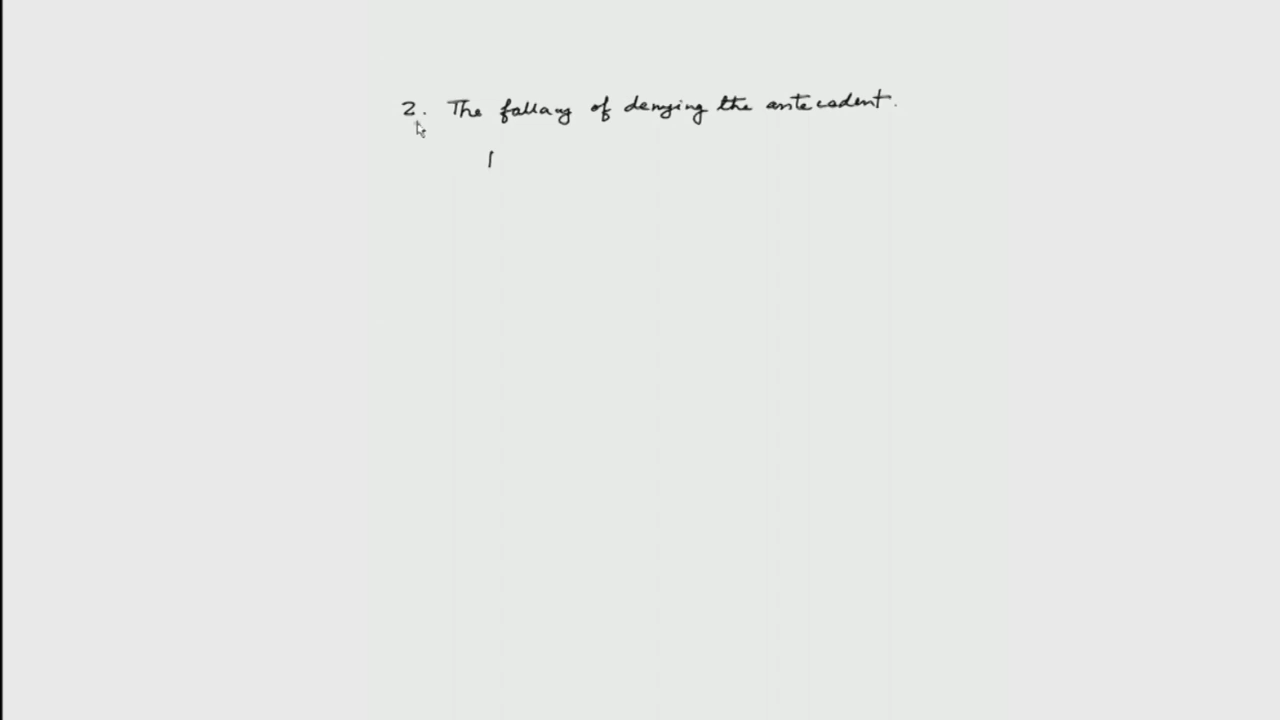 2. The fallacy of denying the antecedent.